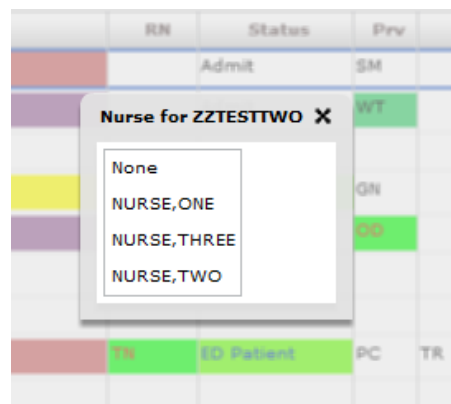 RN Status Prv
Admit SM
WT
Nurse for ZZTESTTWO X
None
NURSE,ONE
GN
NURSE,THREE
OD
NURSE,TWO
TN ED Patient PC TR